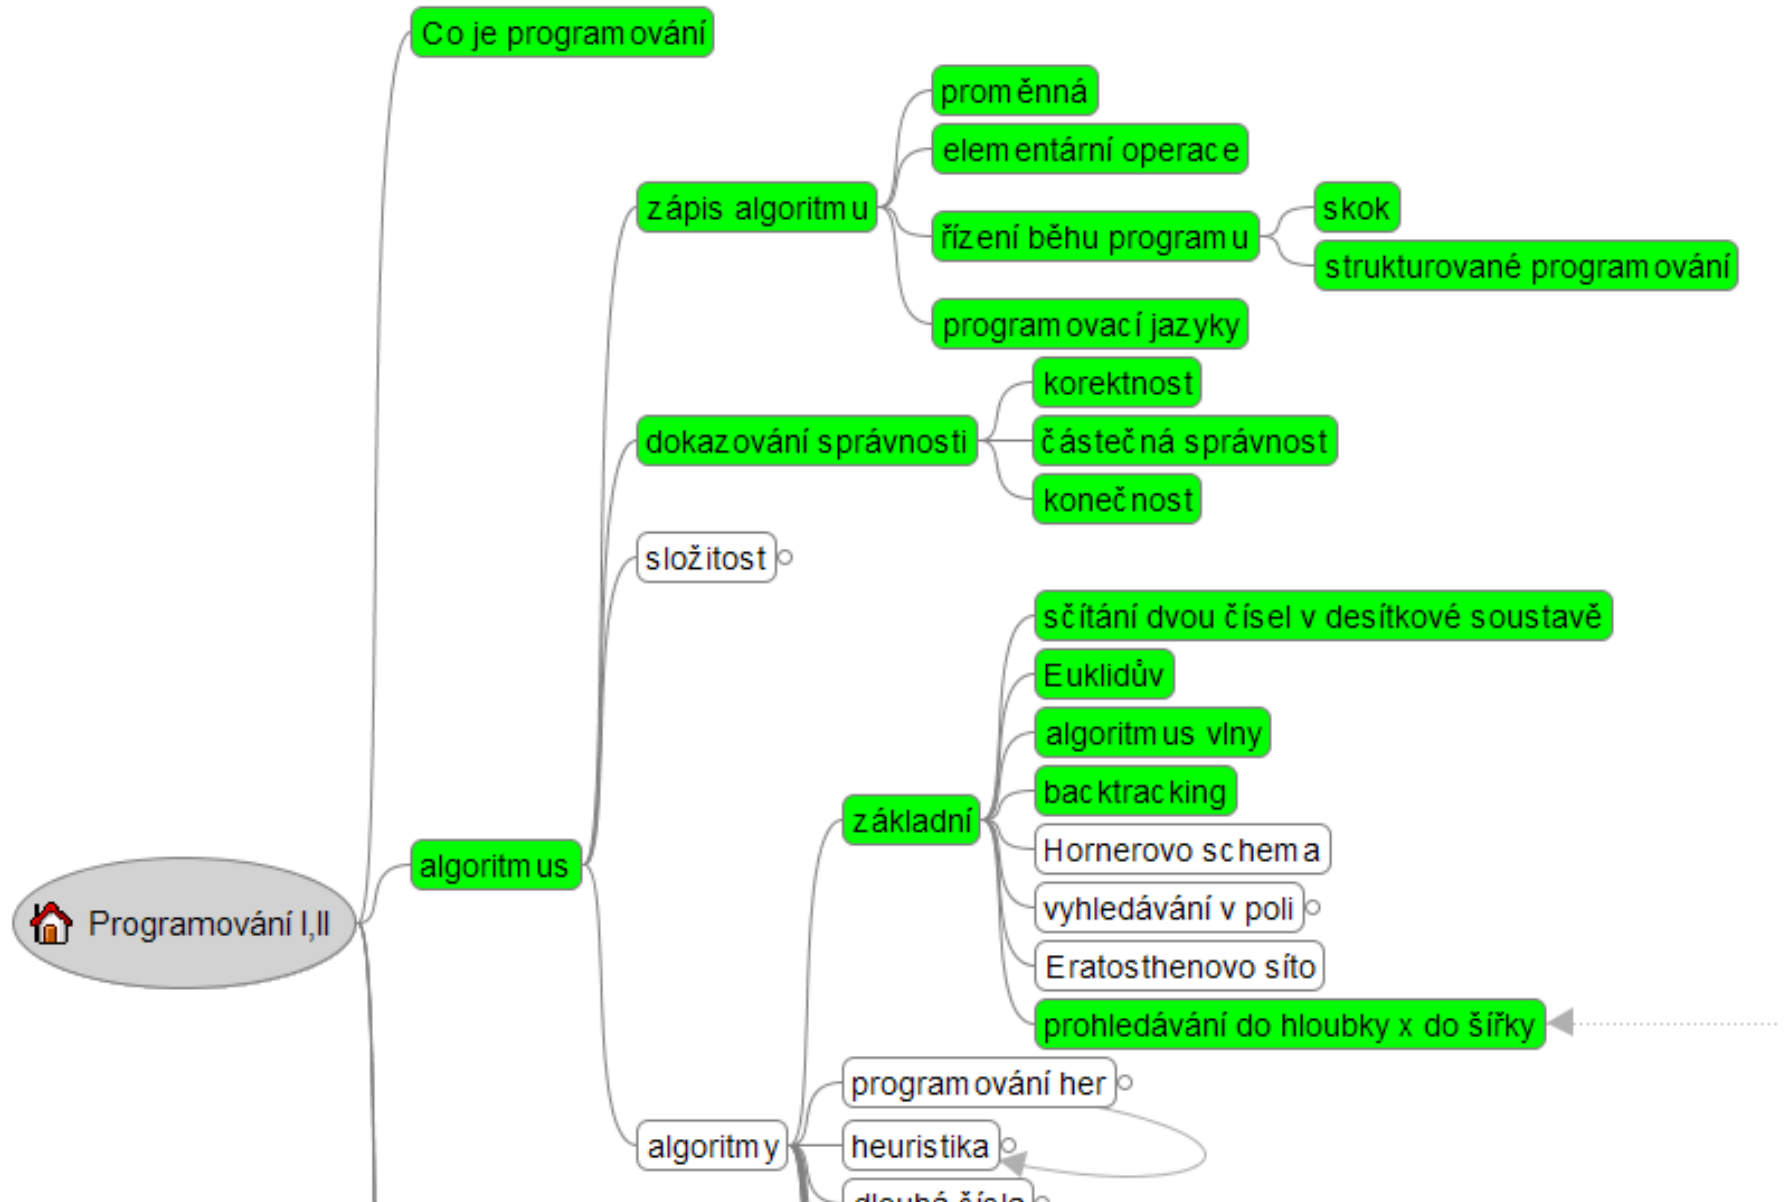 Co je programování
proměnná
elementární operace
zápis algoritmu
skok
řízení běhu programu
strukturované programování
programovací jazyky
korektnost
dokazování správnosti
částečná správnost
konečnost
složitost
sčítání dvou čísel v desítkové soustavě
Euklidův
algoritmus vlny
backtracking
základní
Hornerovo schema
algoritmus
vyhledávání v poli
Programování I,II
Eratosthenovo síto
prohledávání do hloubky x do šířky
programování her
algoritmy
heuristika
dlouhá čísla